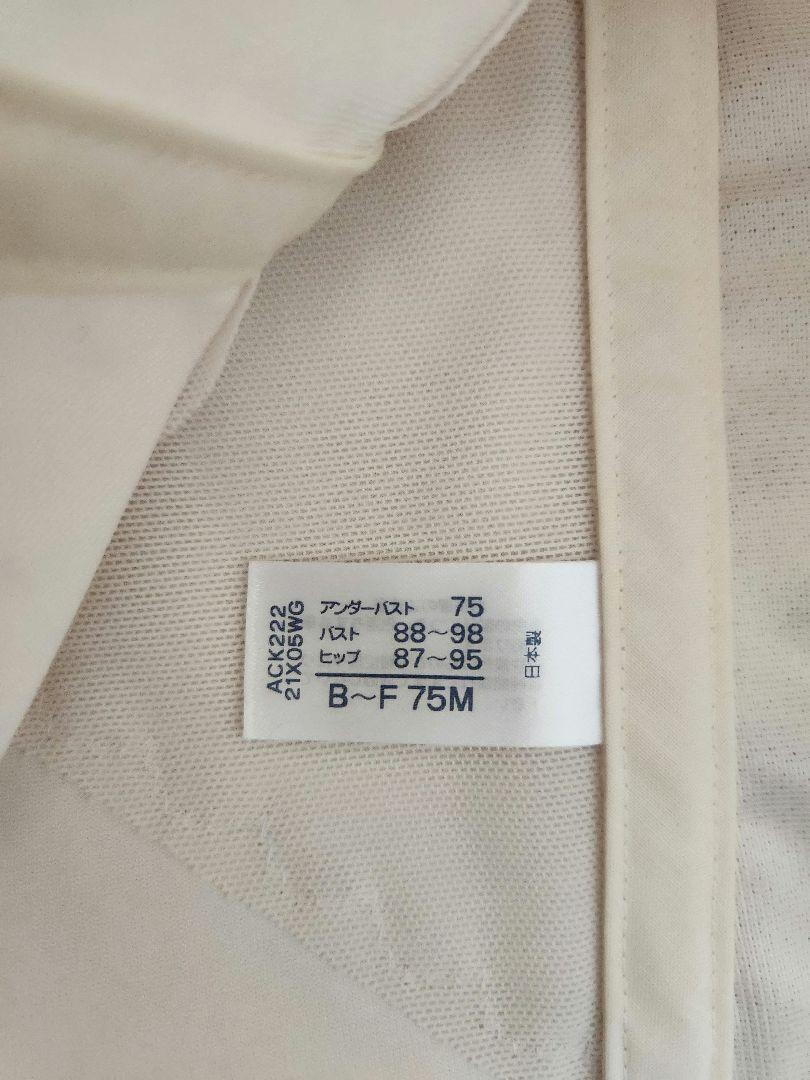 ACK222
21X05WG
アンダーバスト 75
バスト 88～98
ヒップ 87～95
B～F 75M
日本製